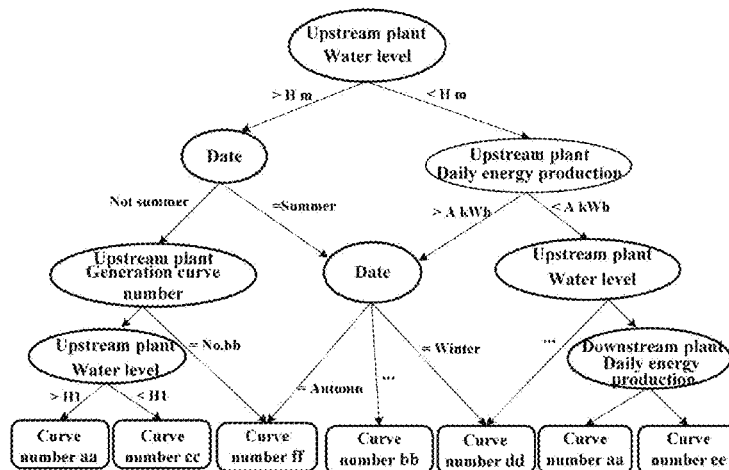 Upstream plant
Water level
> H m
< H m
Date
Upstream plant
Daily energy production
Not summer
=Summer
> A kWh
< A kWh
Upstream plant
Generation curve
number
Date
Upstream plant
Water level
Upstream plant
Water level
= No.bb
= Autumn
...
= Winter
...
Downstream plant
Daily energy
production
> H1
< H1
Curve
number aa
Curve
number cc
Curve
number ff
Curve
number bb
Curve
number dd
Curve
number aa
Curve
number ee